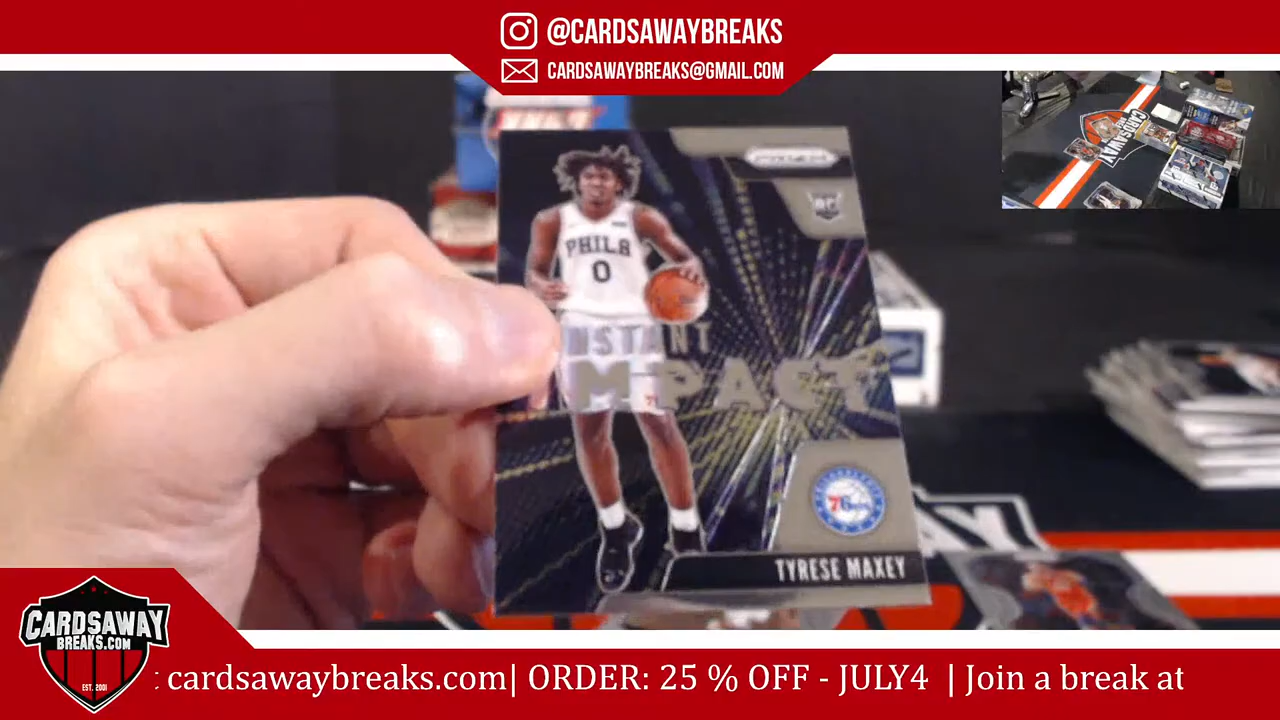 @CARDSAWAYBREAKS
CARDSAWAYBREAKS@GMAIL.COM
PRIZM
RC
PHILA
0
INSTANT
IMPACT
76ERS
TYRESE MAXEY
CARDSAWAY
BREAKS.COM
EST. 2001
cardsawaybreaks.com| ORDER: 25 % OFF - JULY4 | Join a break at